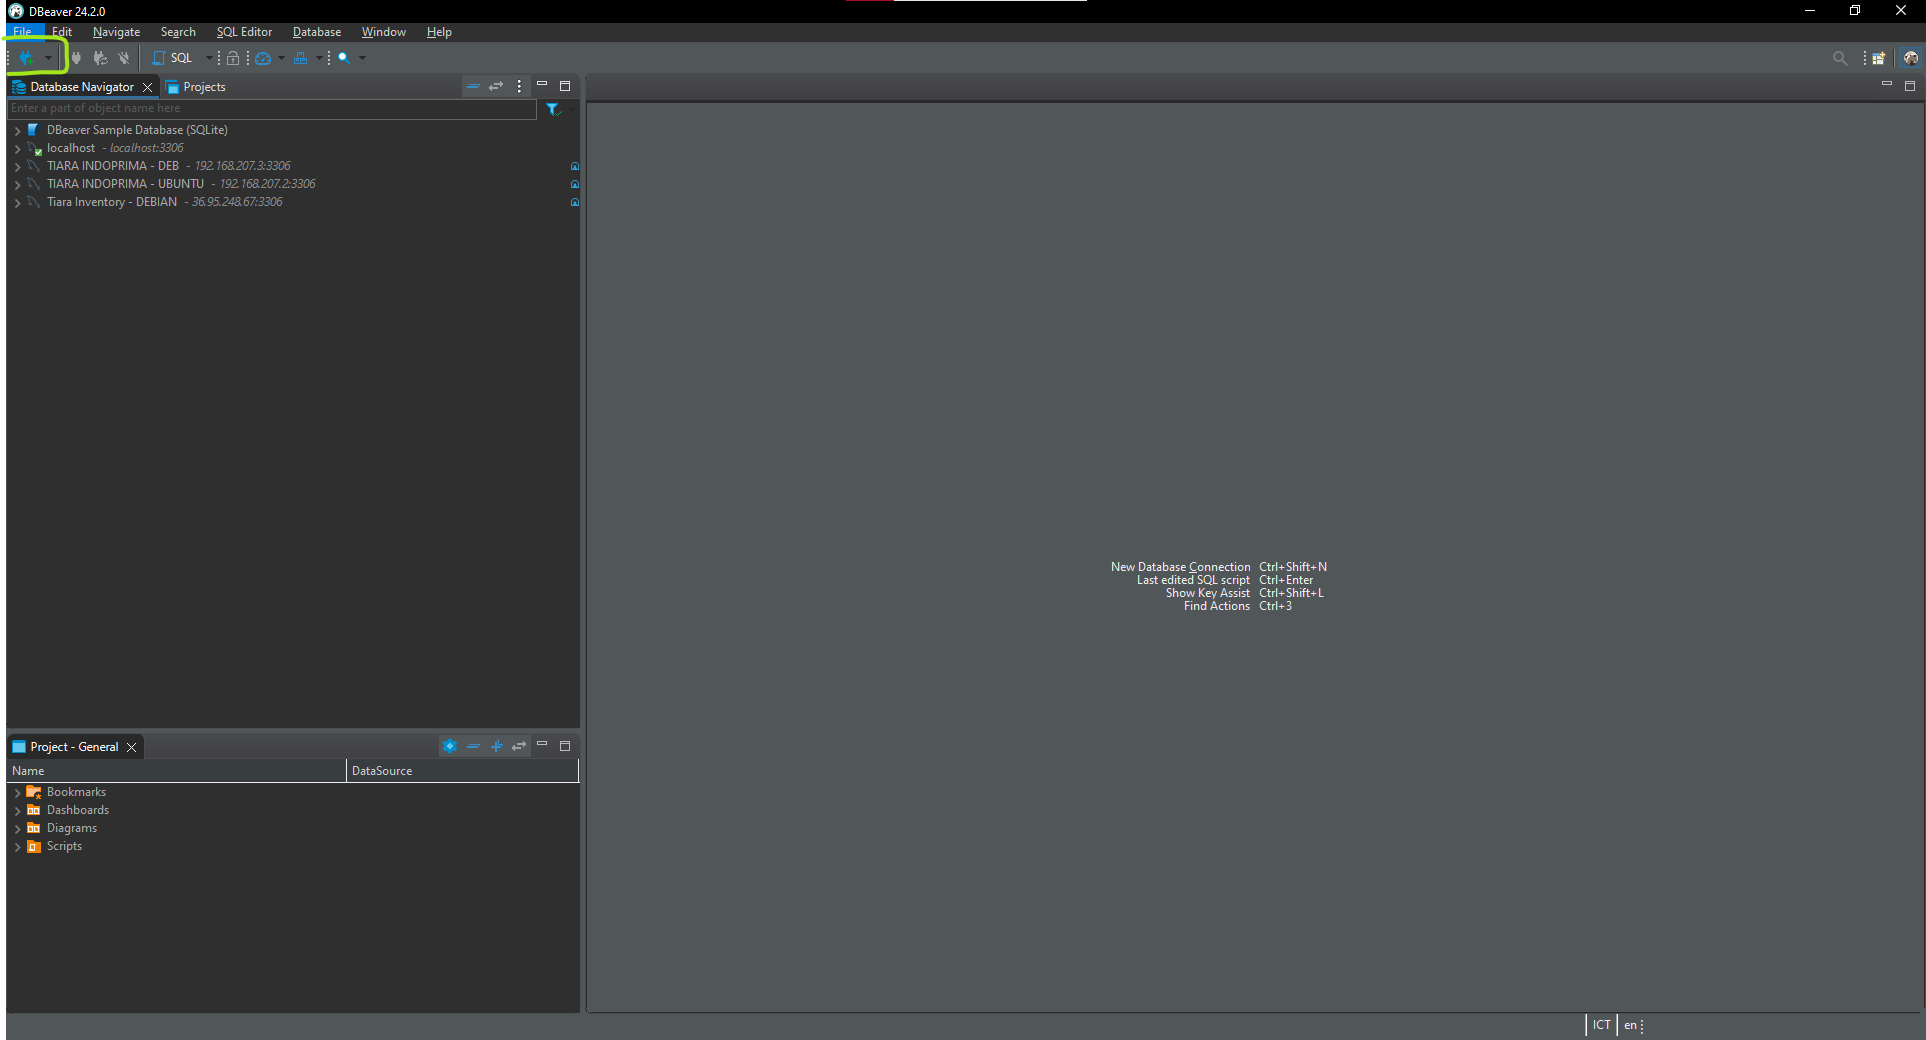 DBeaver 24.2.0
File Edit Navigate Search SQL Editor Database Window Help
SQL
Database Navigator Projects
Enter a part of object name here
DBeaver Sample Database (SQLite)
localhost - localhost:3306
TIARA INDOPRIMA - DEB - 192.168.207.3:3306
TIARA INDOPRIMA - UBUNTU - 192.168.207.2:3306
Tiara Inventory - DEBIAN - 36.95.248.67:3306
New Database Connection Ctrl+Shift+N
Last edited SQL script Ctrl+Enter
Show Key Assist Ctrl+Shift+L
Find Actions Ctrl+3
Project - General
Name DataSource
Bookmarks
Dashboards
Diagrams
Scripts
ICT en